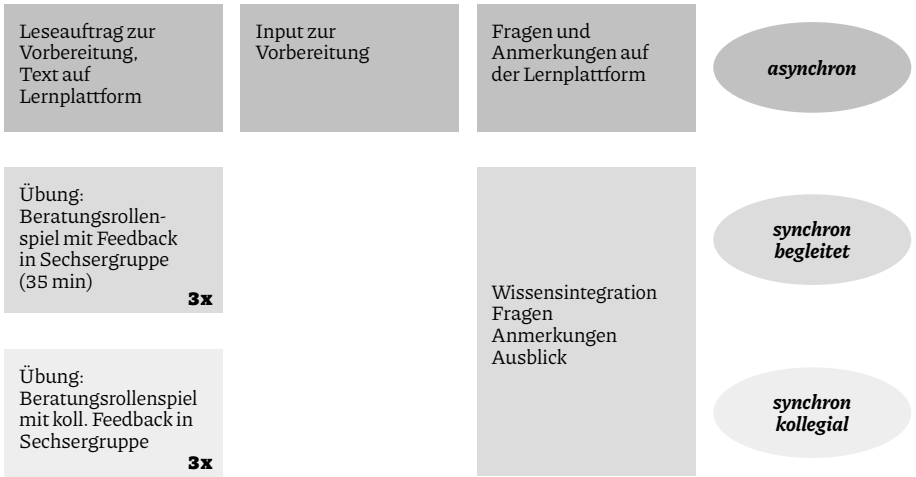 Leseauftrag zur
Vorbereitung,
Text auf
Lernplattform
Input zur
Vorbereitung
Fragen und
Anmerkungen auf
der Lernplattform
asynchron
Übung:
Beratungsrollen-
spiel mit Feedback
in Sechsergruppe
(35 min)
3x
Wissensintegration
Fragen
Anmerkungen
Ausblick
synchron
begleitet
Übung:
Beratungsrollenspiel
mit koll. Feedback in
Sechsergruppe
3x
synchron
kollegial